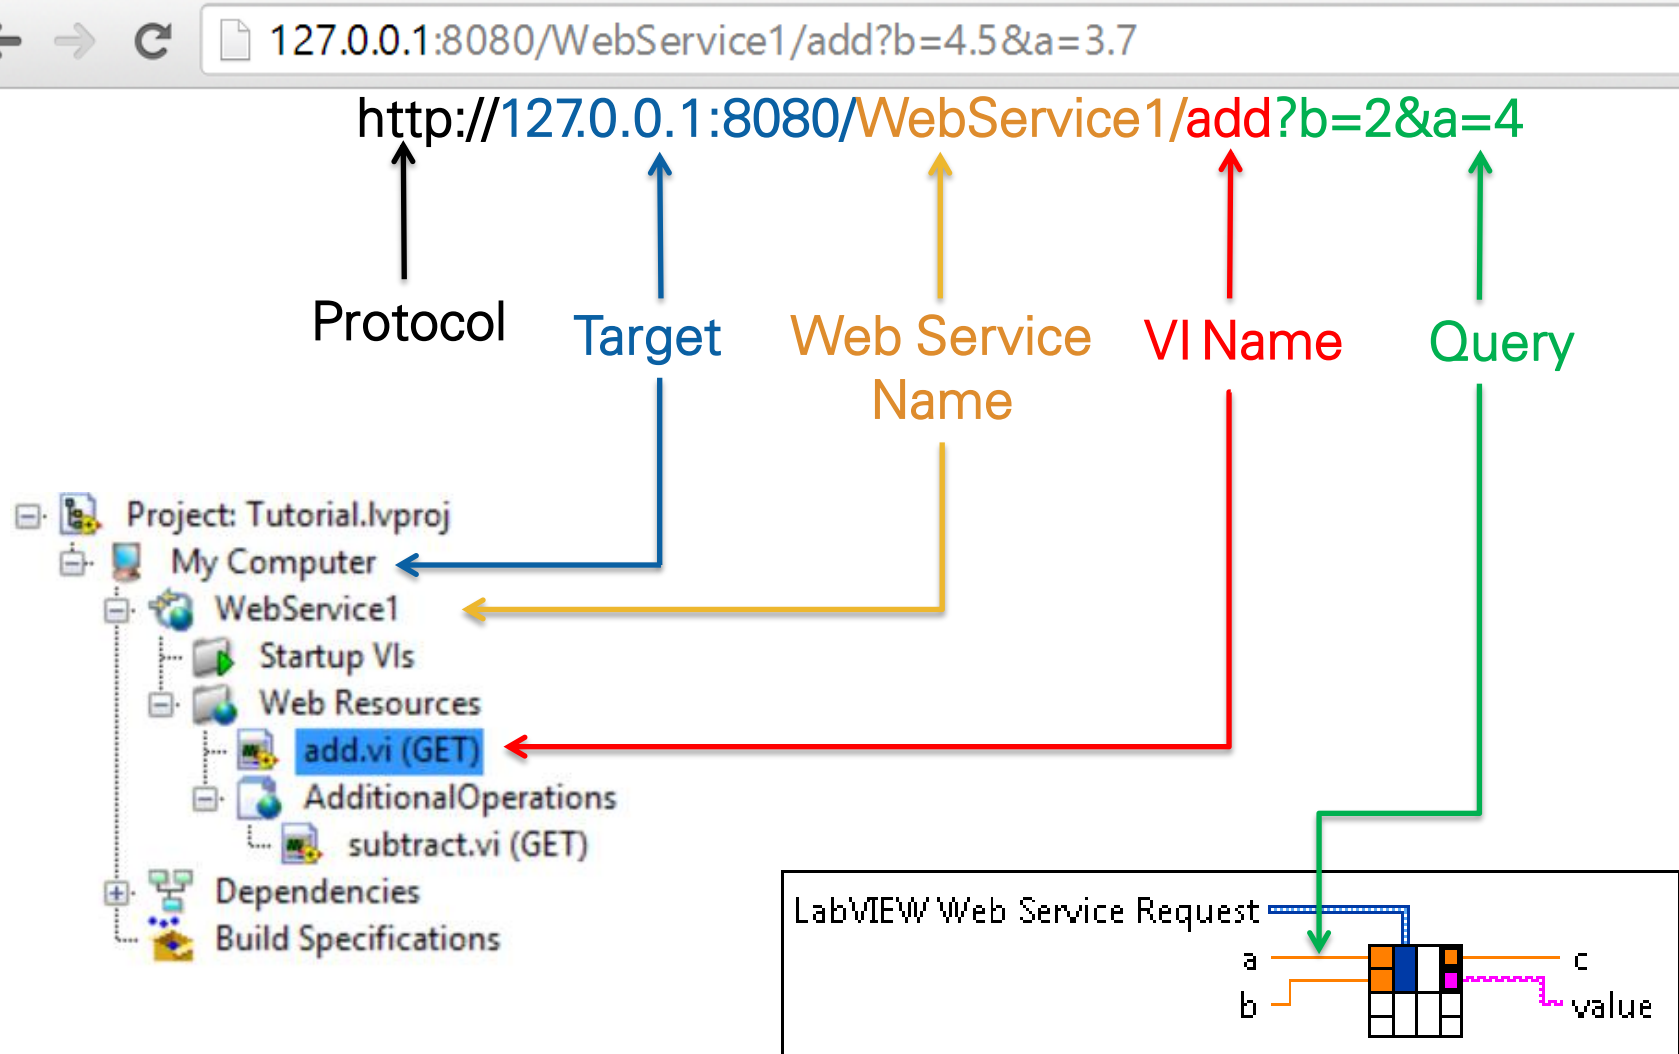 127.0.0.1:8080/WebService1/add?b=4.5&a=3.7
http://127.0.0.1:8080/WebService1/add?b=2&a=4
Protocol
Target
Web Service
Name
VI Name
Query
Project: Tutorial.lvproj
My Computer
WebService1
Startup VIs
Web Resources
add.vi (GET)
AdditionalOperations
subtract.vi (GET)
Dependencies
Build Specifications
LabVIEW Web Service Request
a
b
c
value